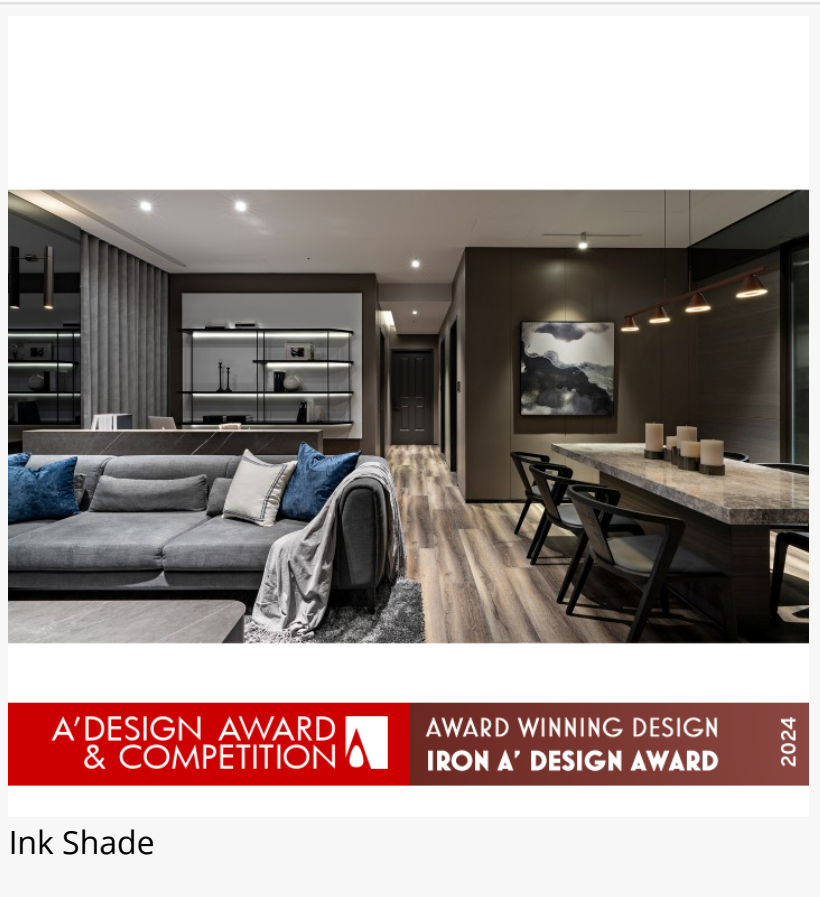 A'DESIGN AWARD
& COMPETITION
AWARD WINNING DESIGN
IRON A' DESIGN AWARD
2024
Ink Shade